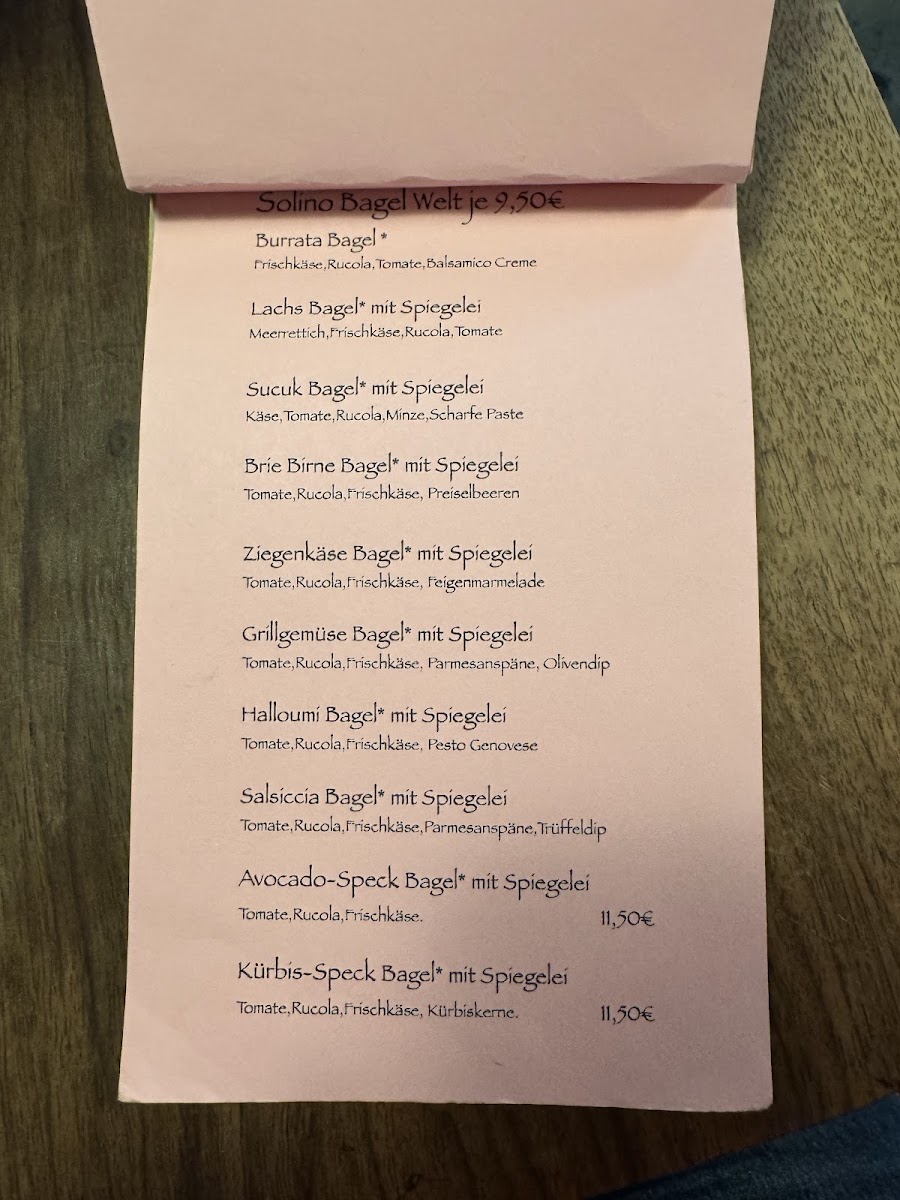 Solino Bagel Welt je 9,50€
Burrata Bagel *
Frischkäse,Rucola,Tomate,Balsamico Creme
Lachs Bagel* mit Spiegelei
Meerrettich,Frischkäse,Rucola,Tomate
Sucuk Bagel* mit Spiegelei
Käse,Tomate,Rucola,Minze,Scharfe Paste
Brie Birne Bagel* mit Spiegelei
Tomate,Rucola,Frischkäse, Preiselbeeren
Ziegenkäse Bagel* mit Spiegelei
Tomate,Rucola,Frischkäse, Feigenmarmelade
Grillgemüse Bagel* mit Spiegelei
Tomate,Rucola,Frischkäse, Parmesanspäne, Olivendip
Halloumi Bagel* mit Spiegelei
Tomate,Rucola,Frischkäse, Pesto Genovese
Salsiccia Bagel* mit Spiegelei
Tomate,Rucola,Frischkäse,Parmesanspäne,Trüffeldip
Avocado-Speck Bagel* mit Spiegelei
Tomate,Rucola,Frischkäse. 11,50€
Kürbis-Speck Bagel* mit Spiegelei
Tomate,Rucola,Frischkäse, Kürbiskerne. 11,50€